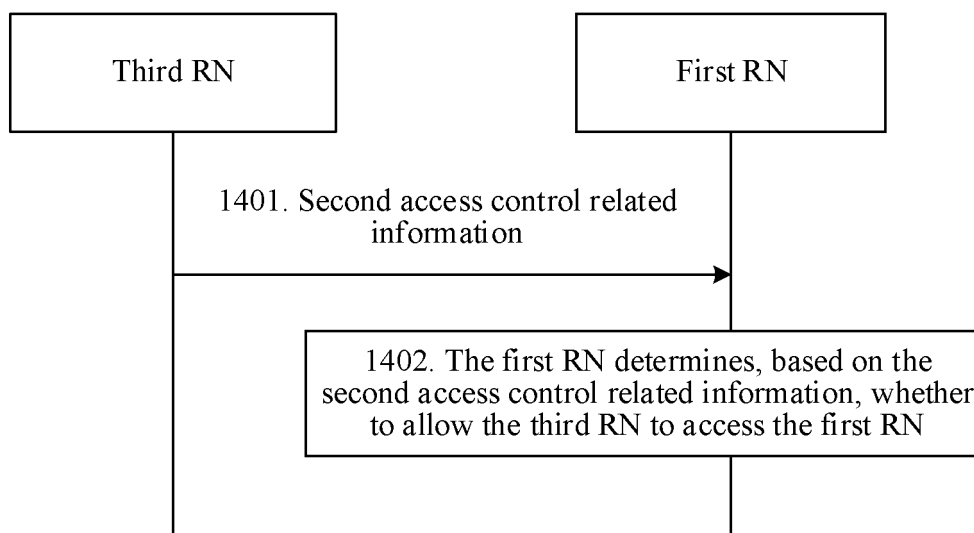 Third RN
First RN
1401. Second access control related
information
1402. The first RN determines, based on the
second access control related information, whether
to allow the third RN to access the first RN